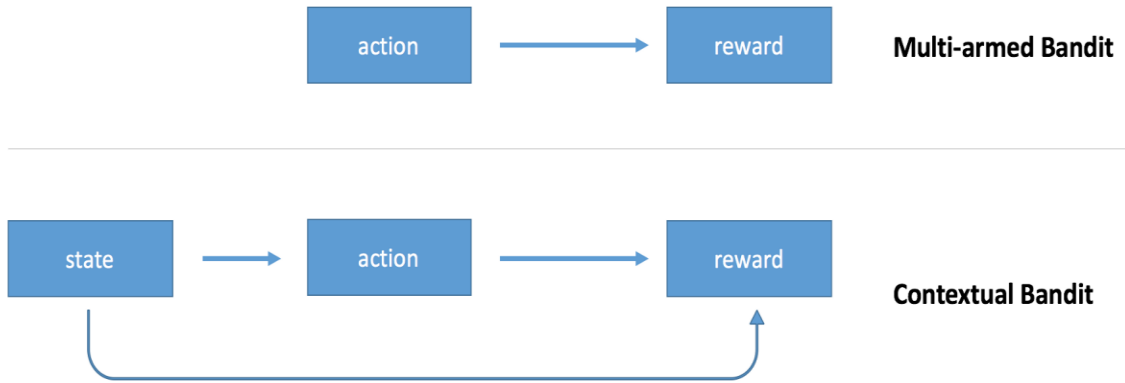 action
reward
Multi-armed Bandit
state
action
reward
Contextual Bandit